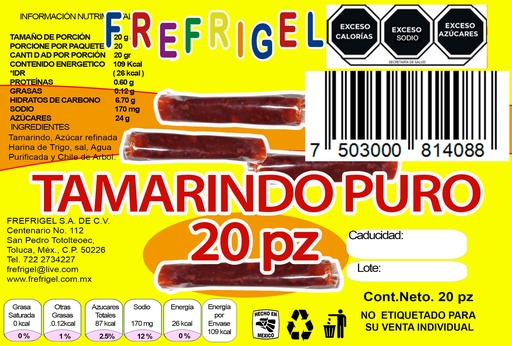 INFORMACIÓN NUTRIM
TAMAÑO DE PORCIÓN 20 g
PORCIONE POR PAQUETE 20
CANTI D AD POR PORCIÓN 20 gr
CONTENIDO ENERGETICO 109 Kcal
*IDR ( 26 kcal )
PROTEÍNAS 0.60 g
GRASAS 0.12 g
HIDRATOS DE CARBONO 6.70 g
SODIO 170 mg
AZÚCARES 24 g
INGREDIENTES
Tamarindo, Azúcar refinada
Harina de Trigo, sal, Agua
Purificada y Chile de Arbol.
FREFRIGEL
EXCESO CALORÍAS
EXCESO SODIO
EXCESO AZÚCARES
SECRETARÍA DE SALUD
7 503000 814088
TAMARINDO PURO
20 pz
FREFRIGEL S.A. DE C.V.
Centenario No. 112
San Pedro Totolteoec,
Toluca, Méx., C.P. 50226
Tel. 722 2734227
frefrigel@live.com
www.frefrigel.com.mx
Caducidad:
Lote:
Cont.Neto. 20 pz
NO ETIQUETADO PARA
SU VENTA INDIVIDUAL
Grasa Saturada 0 kcal 0 %
Otras Grasas .0.12kcal 1 %
Azucares Totales 87 kcal 2.5%
Sodio 170 mg 12 %
Energia 26 kcal 0 %
Energia por Envase 109 kcal
HECHO EN
MÉXICO